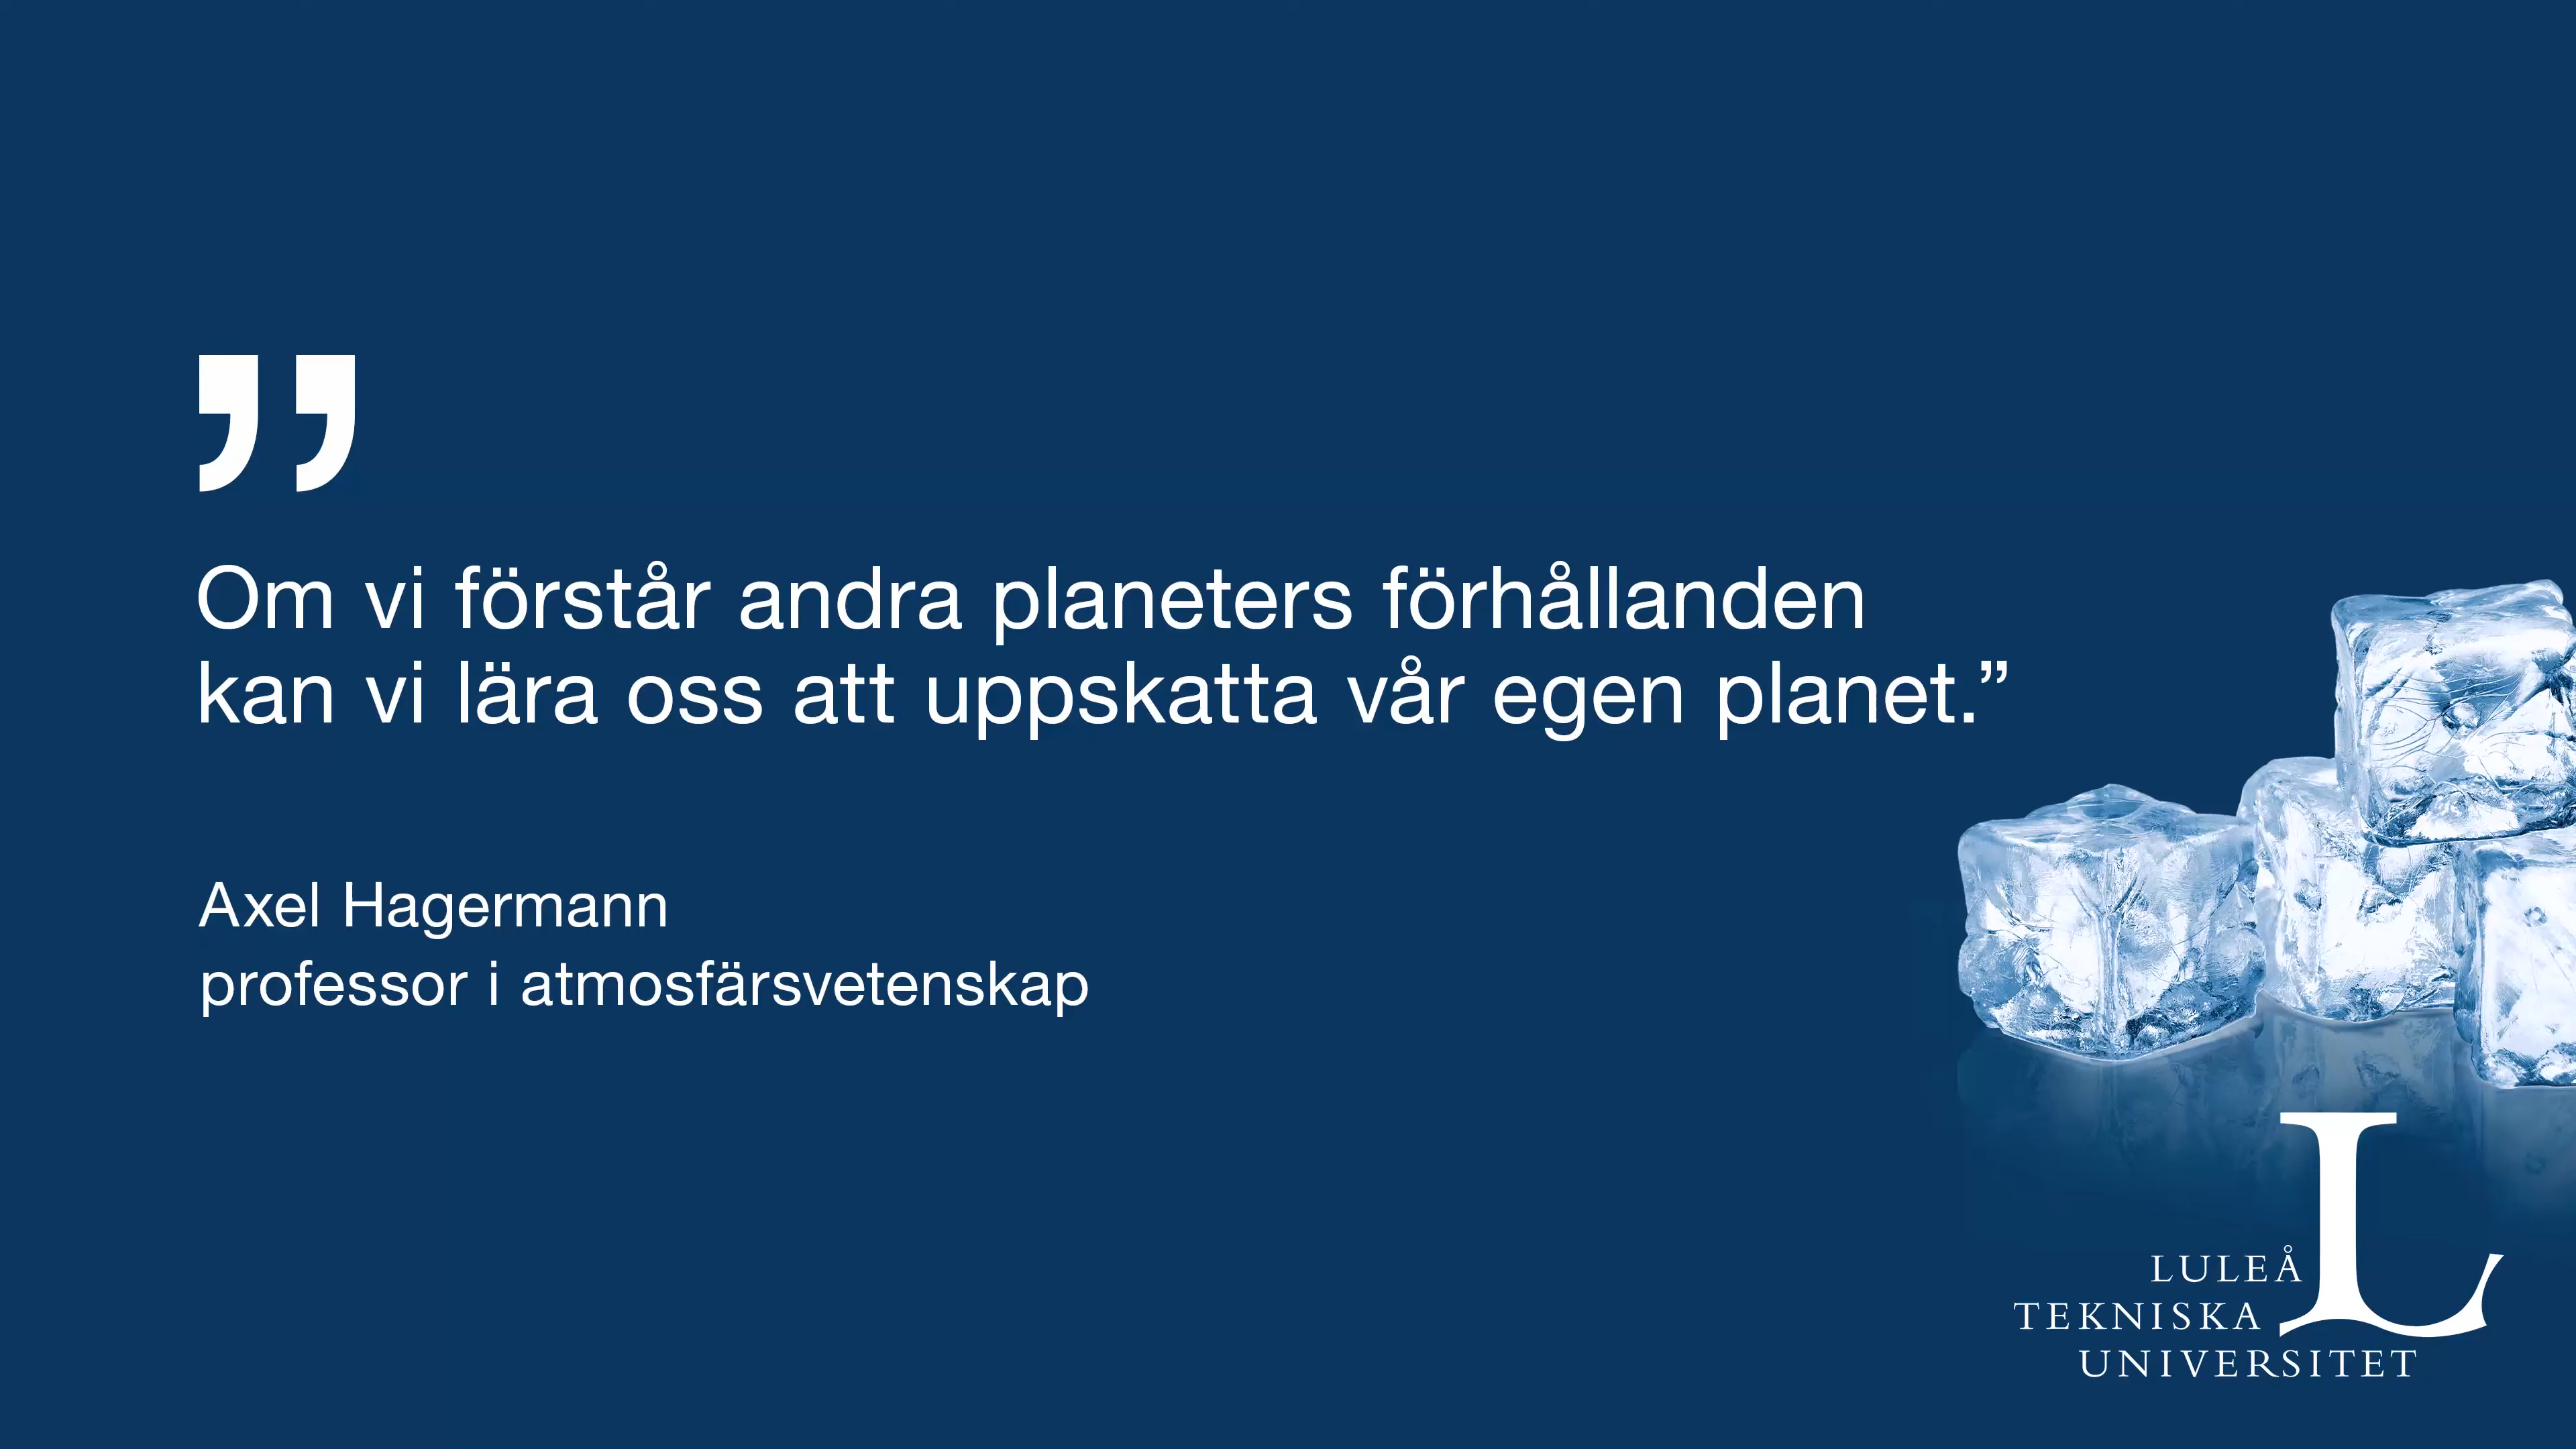 ”
Om vi förstår andra planeters förhållanden
kan vi lära oss att uppskatta vår egen planet.”
Axel Hagermann
professor i atmosfärsvetenskap
L
LULEÅ
TEKNISKA
UNIVERSITET